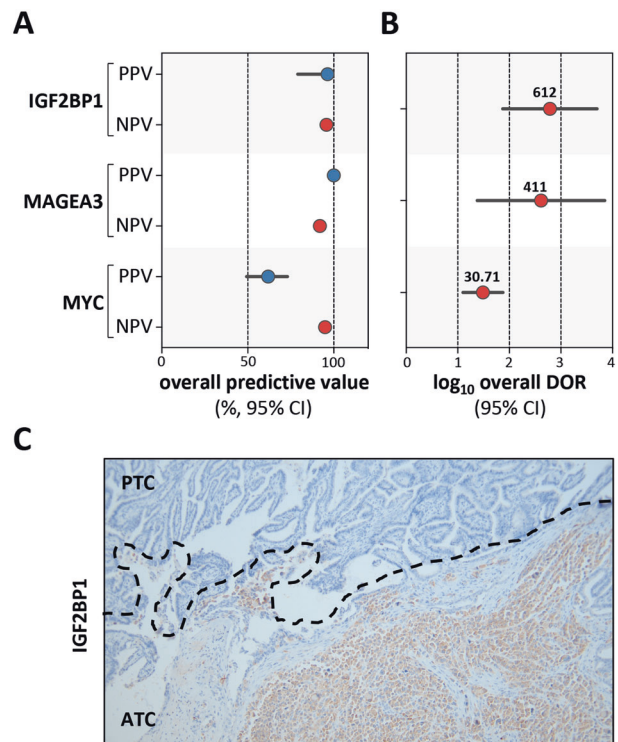 A
IGF2BP1
PPV
NPV
MAGEA3
PPV
NPV
MYC
PPV
NPV
0 50 100
overall predictive value
(%, 95% CI)
B
612
411
30.71
0 1 2 3 4
log₁₀ overall DOR
(95% CI)
C
PTC
IGF2BP1
ATC